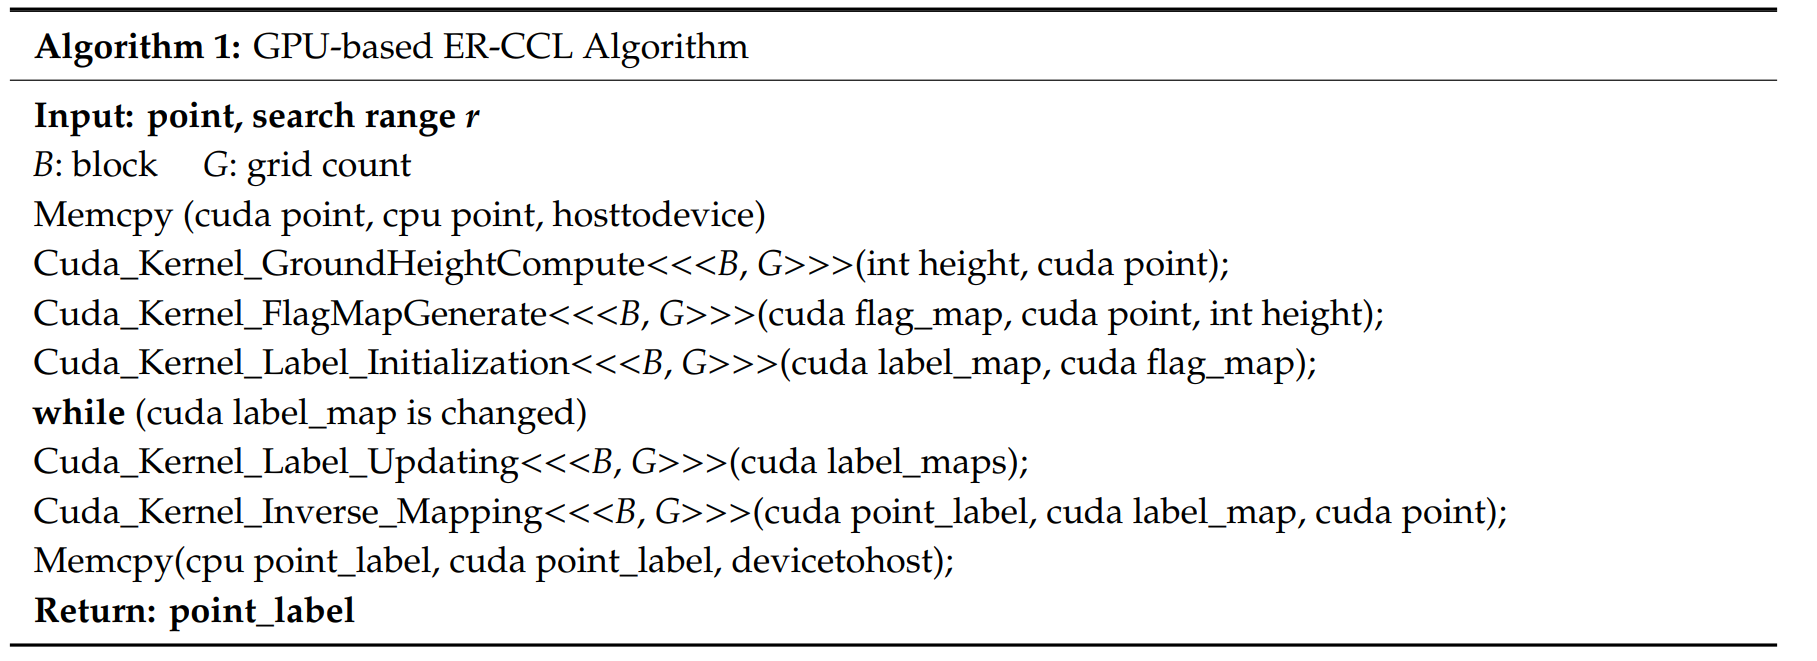 Algorithm 1: GPU-based ER-CCL Algorithm
Input: point, search range r
B: block G: grid count
Memcpy (cuda point, cpu point, hosttodevice)
Cuda_Kernel_GroundHeightCompute<<<B, G>>>(int height, cuda point);
Cuda_Kernel_FlagMapGenerate<<<B, G>>>(cuda flag_map, cuda point, int height);
Cuda_Kernel_Label_Initialization<<<B, G>>>(cuda label_map, cuda flag_map);
while (cuda label_map is changed)
Cuda_Kernel_Label_Updating<<<B, G>>>(cuda label_maps);
Cuda_Kernel_Inverse_Mapping<<<B, G>>>(cuda point_label, cuda label_map, cuda point);
Memcpy(cpu point_label, cuda point_label, devicetohost);
Return: point_label